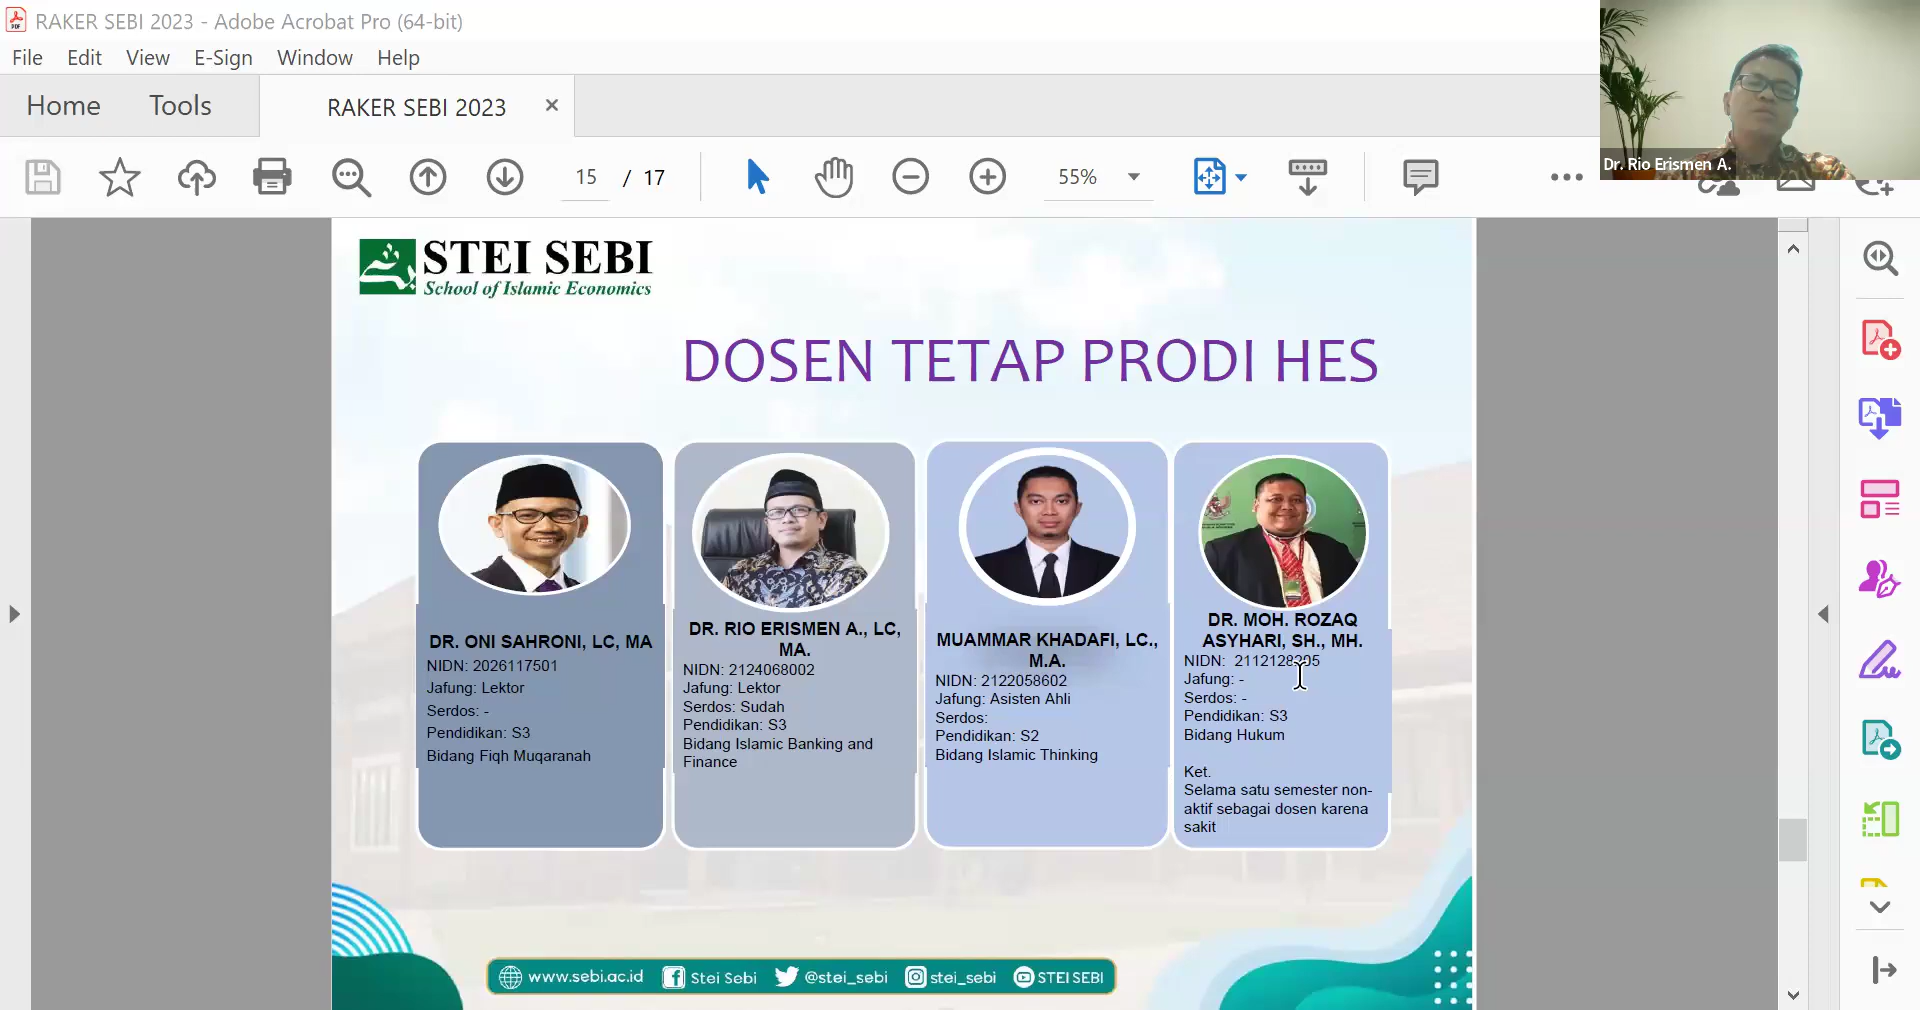 RAKER SEBI 2023 - Adobe Acrobat Pro (64-bit)
File Edit View E-Sign Window Help
Home Tools RAKER SEBI 2023 ×
15 / 17 55%
Dr. Rio Erismen A.
STEI SEBI
School of Islamic Economics
DOSEN TETAP PRODI HES
DR. ONI SAHRONI, LC, MA
NIDN: 2026117501
Jafung: Lektor
Serdos: -
Pendidikan: S3
Bidang Fiqh Muqaranah
DR. RIO ERISMEN A., LC,
MA.
NIDN: 2124068002
Jafung: Lektor
Serdos: Sudah
Pendidikan: S3
Bidang Islamic Banking and
Finance
MUAMMAR KHADAFI, LC.,
M.A.
NIDN: 2122058602
Jafung: Asisten Ahli
Serdos:
Pendidikan: S2
Bidang Islamic Thinking
DR. MOH. ROZAQ
ASYHARI, SH., MH.
NIDN:
Jafung: -
Serdos: -
Pendidikan: S3
Bidang Hukum
Ket.
Selama satu semester non-
aktif sebagai dosen karena
sakit
www.sebi.ac.id Stei Sebi @stei_sebi stei_sebi STEI SEBI